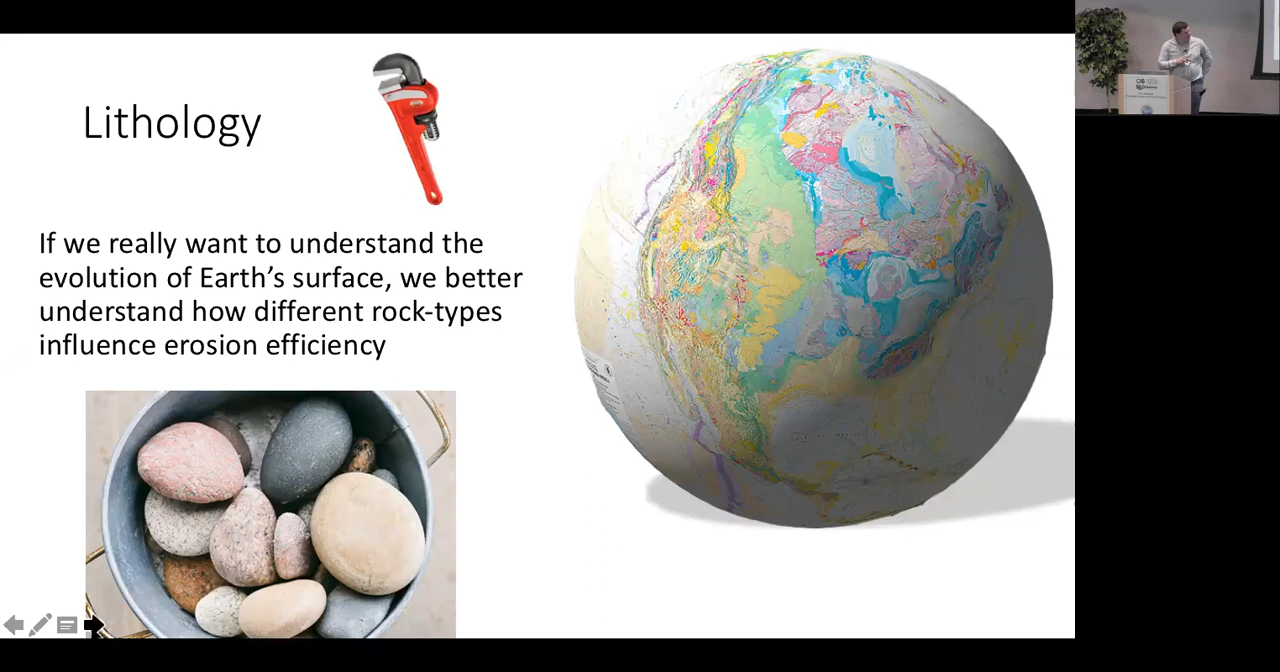 Lithology
If we really want to understand the
evolution of Earth's surface, we better
understand how different rock-types
influence erosion efficiency